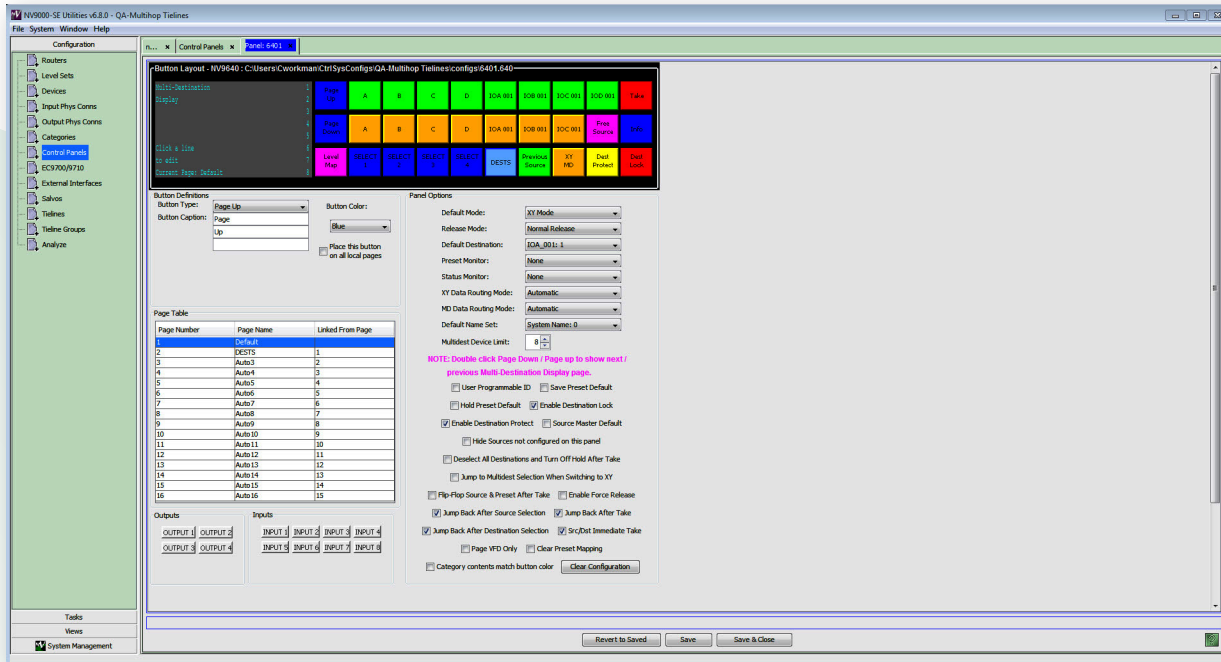 NV9000-SE Utilities v6.8.0 - QA-Multihop Tielines
File System Window Help
Configuration
Routers
Level Sets
Devices
Input Phys Conns
Output Phys Conns
Categories
Control Panels
EC9700/9710
External Interfaces
Salvos
Tielines
Tieline Groups
Analyze
Tasks
Views
System Management
n... x Control Panels x Panel: 6401
Button Layout - NV9640 : C:\Users\Cworkman\CtrlSysConfigs\QA-Multihop Tielines\configs\6401.640
Multi-Destination 1
Display 2
3
4
5
Click a line 6
to edit 7
Current Page: Default 8
Page Up A B C D IOA 001 IOB 001 IOC 001 IOD 001 Take
Page Down A B C D IOA 001 IOB 001 IOC 001 Free Source Info
Level Map SELECT 1 SELECT 2 SELECT 3 SELECT 4 DESTS Previous Source XY MD Dest Protect Dest Lock
Button Definitions
Button Type: Page Up
Button Caption: Page
Up
Button Color:
Blue
Place this button
on all local pages
Page Table
Page Number Page Name Linked From Page
1 Default
2 DESTS 1
3 Auto3 2
4 Auto4 3
5 Auto5 4
6 Auto6 5
7 Auto7 6
8 Auto8 7
9 Auto9 8
10 Auto10 9
11 Auto11 10
12 Auto12 11
13 Auto13 12
14 Auto14 13
15 Auto15 14
16 Auto16 15
Outputs
OUTPUT 1 OUTPUT 2
OUTPUT 3 OUTPUT 4
Inputs
INPUT 1 INPUT 2 INPUT 3 INPUT 4
INPUT 5 INPUT 6 INPUT 7 INPUT 8
Panel Options
Default Mode: XY Mode
Release Mode: Normal Release
Default Destination: IOA_001: 1
Preset Monitor: None
Status Monitor: None
XY Data Routing Mode: Automatic
MD Data Routing Mode: Automatic
Default Name Set: System Name: 0
Multidest Device Limit: 8
NOTE: Double click Page Down / Page up to show next /
previous Multi-Destination Display page.
User Programmable ID Save Preset Default
Hold Preset Default Enable Destination Lock
Enable Destination Protect Source Master Default
Hide Sources not configured on this panel
Deselect All Destinations and Turn Off Hold After Take
Jump to Multidest Selection When Switching to XY
Flip-Flop Source & Preset After Take Enable Force Release
Jump Back After Source Selection Jump Back After Take
Jump Back After Destination Selection Src/Dst Immediate Take
Page VFD Only Clear Preset Mapping
Category contents match button color Clear Configuration
Revert to Saved Save Save & Close